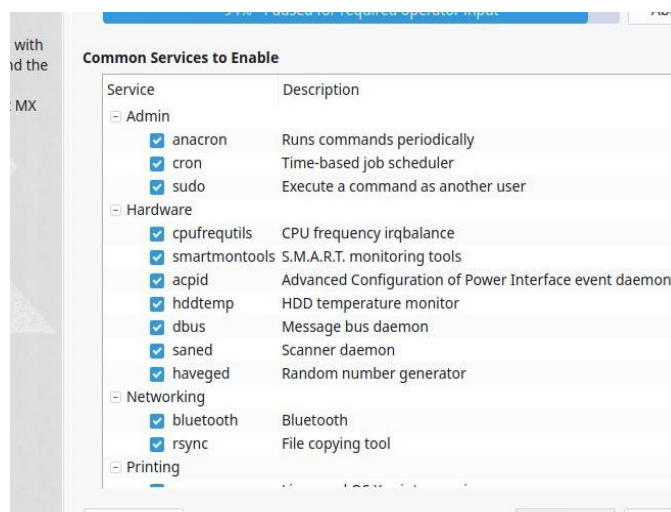 with
nd the
MX
Common Services to Enable
Service Description
Admin
anacron Runs commands periodically
cron Time-based job scheduler
sudo Execute a command as another user
Hardware
cpufrequtils CPU frequency irqbalance
smartmontools S.M.A.R.T. monitoring tools
acpid Advanced Configuration of Power Interface event daemon
hddtemp HDD temperature monitor
dbus Message bus daemon
saned Scanner daemon
haveged Random number generator
Networking
bluetooth Bluetooth
rsync File copying tool
Printing